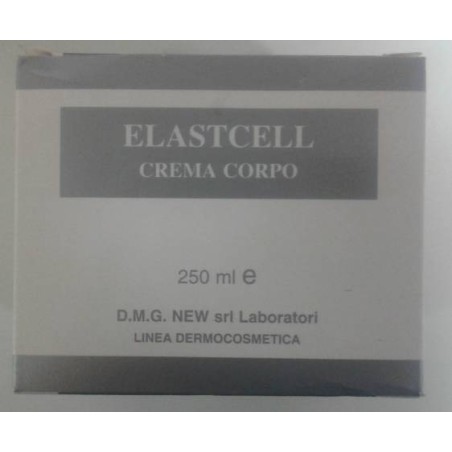 ELASTCELL
CREMA CORPO
250 ml ℮
D.M.G. NEW srl Laboratori
LINEA DERMOCOSMETICA